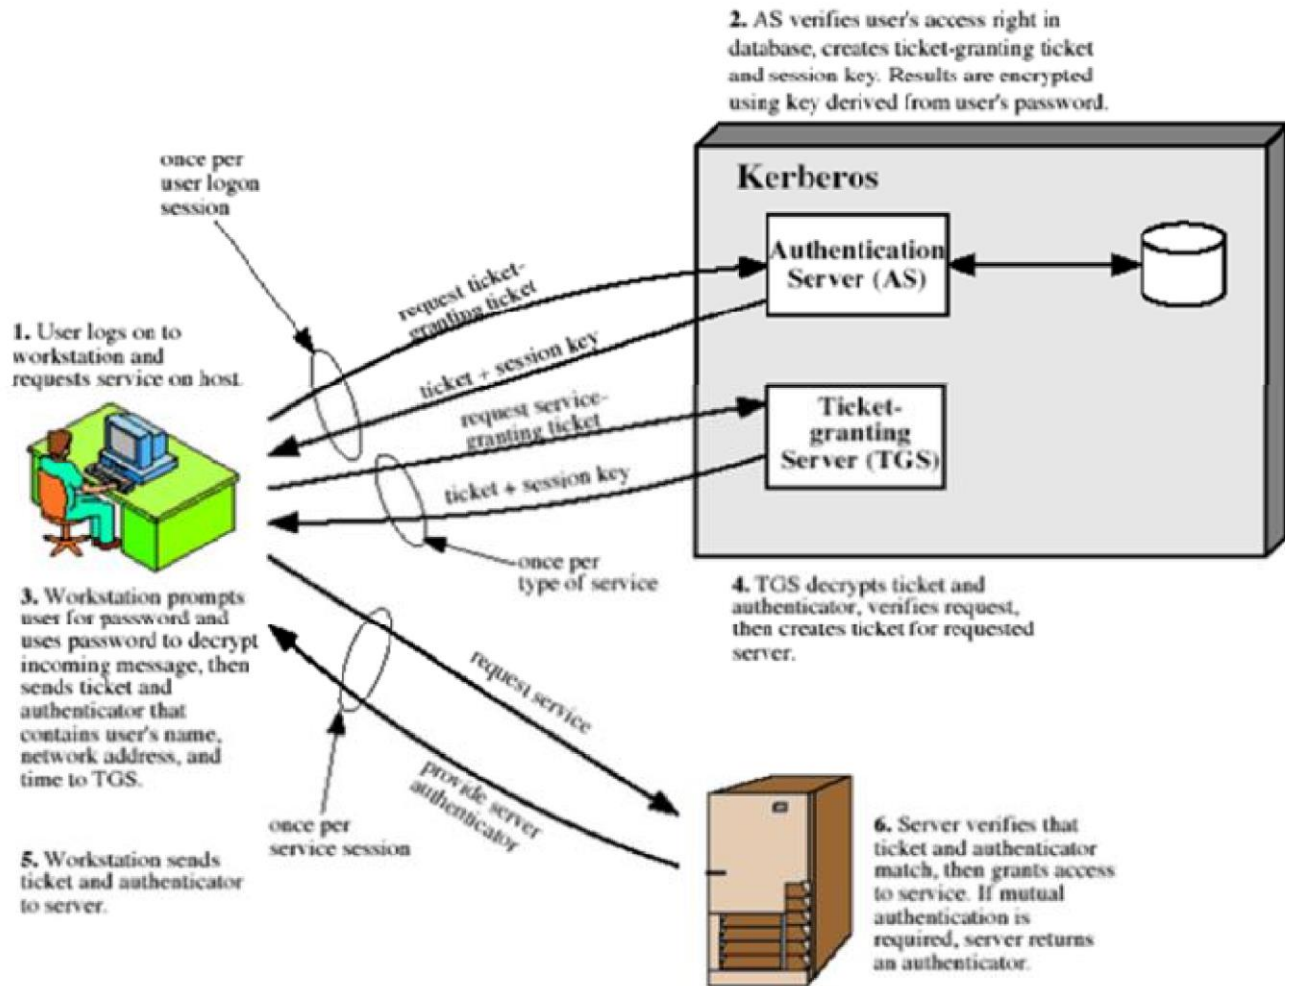 2. AS verifies user's access right in
database, creates ticket-granting ticket
and session key. Results are encrypted
using key derived from user's password.
once per
user logon
session
Kerberos
Authentication
Server (AS)
request ticket-
granting ticket
1. User logs on to
workstation and
requests service on host.
ticket + session key
request service-
granting ticket
Ticket-
granting
Server (TGS)
ticket + session key
once per
type of service
3. Workstation prompts
user for password and
uses password to decrypt
incoming message, then
sends ticket and
authenticator that
contains user's name,
network address, and
time to TGS.
4. TGS decrypts ticket and
authenticator, verifies request,
then creates ticket for requested
server.
request service
provide server
authenticator
once per
service session
5. Workstation sends
ticket and authenticator
to server.
6. Server verifies that
ticket and authenticator
match, then grants access
to service. If mutual
authentication is
required, server returns
an authenticator.